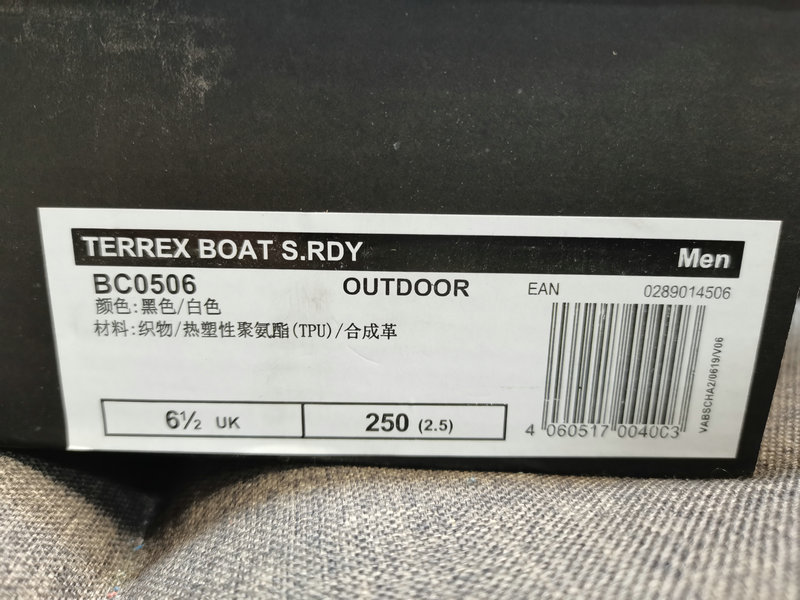 TERREX BOAT S.RDY
Men
BC0506
OUTDOOR
EAN
0289014506
颜色:黑色/白色
材料:织物/热塑性聚氨酯(TPU)/合成革
6½ UK
250 (2.5)
4 060517 004003
VABSCHA2/0619/V06